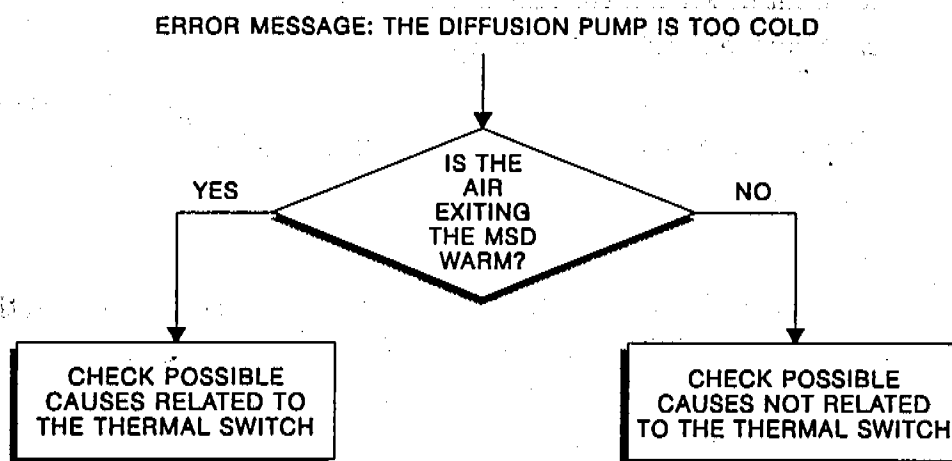 ERROR MESSAGE: THE DIFFUSION PUMP IS TOO COLD
IS THE
AIR
EXITING
THE MSD
WARM?
YES
NO
CHECK POSSIBLE
CAUSES RELATED TO
THE THERMAL SWITCH
CHECK POSSIBLE
CAUSES NOT RELATED
TO THE THERMAL SWITCH